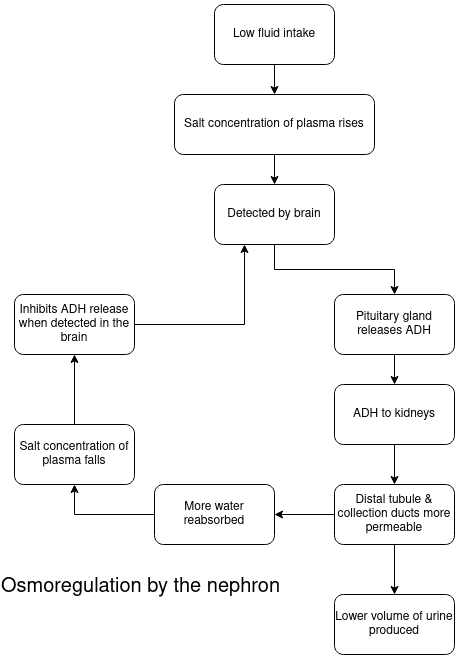 Low fluid intake
Salt concentration of plasma rises
Detected by brain
Inhibits ADH release
when detected in the
brain
Pituitary gland
releases ADH
ADH to kidneys
Salt concentration of
plasma falls
More water
reabsorbed
Distal tubule &
collection ducts more
permeable
Osmoregulation by the nephron
Lower volume of urine
produced